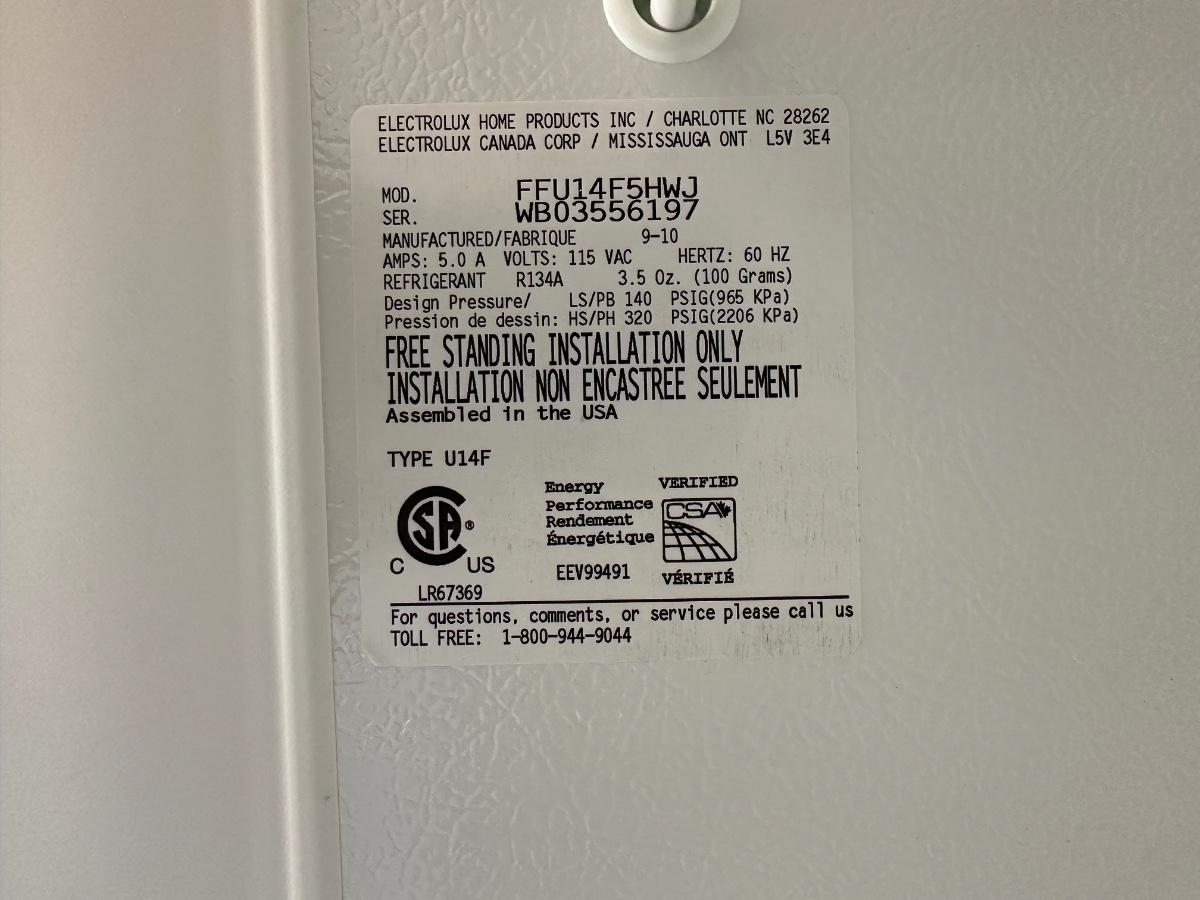 ELECTROLUX HOME PRODUCTS INC / CHARLOTTE NC 28262
ELECTROLUX CANADA CORP / MISSISSAUGA ONT L5V 3E4
MOD. FFU14F5HWJ
SER. WB03556197
MANUFACTURED/FABRIQUE 9-10
AMPS: 5.0 A VOLTS: 115 VAC HERTZ: 60 HZ
REFRIGERANT R134A 3.5 Oz. (100 Grams)
Design Pressure/ LS/PB 140 PSIG(965 KPa)
Pression de dessin: HS/PH 320 PSIG(2206 KPa)
FREE STANDING INSTALLATION ONLY
INSTALLATION NON ENCASTREE SEULEMENT
Assembled in the USA
TYPE U14F
CSA®
C US
LR67369
Energy
Performance
Rendement
Énergétique
EEV99491
VERIFIED
CSA
VÉRIFIÉ
For questions, comments, or service please call us
TOLL FREE: 1-800-944-9044